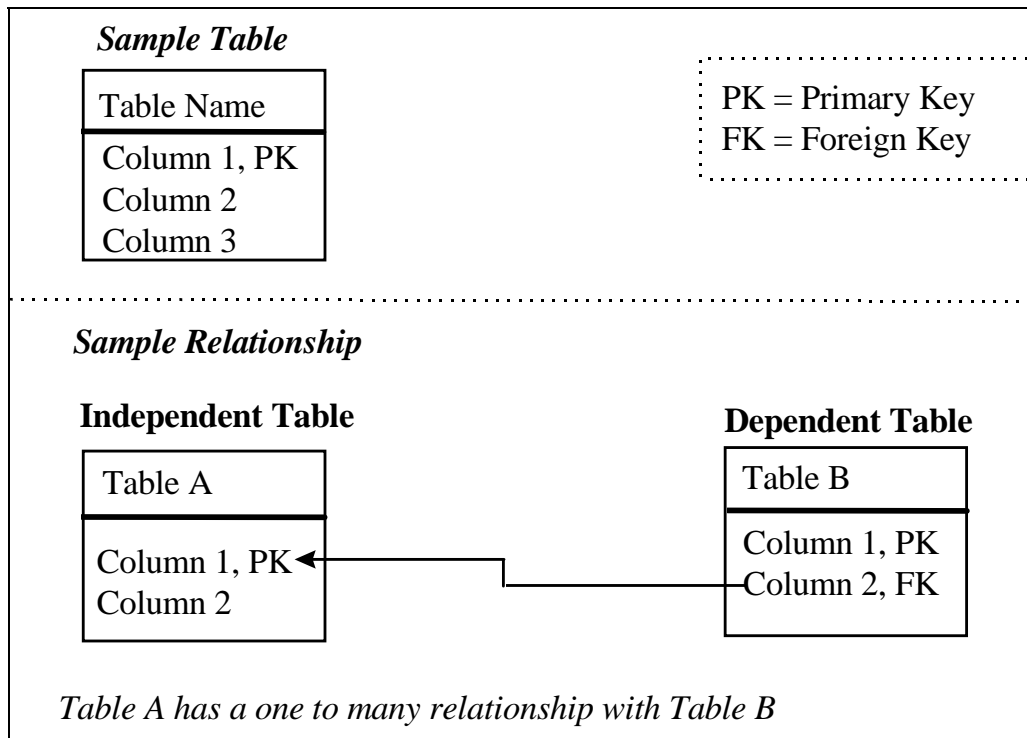 Sample Table
Table Name
Column 1, PK
Column 2
Column 3
PK = Primary Key
FK = Foreign Key
Sample Relationship
Independent Table
Table A
Column 1, PK
Column 2
Dependent Table
Table B
Column 1, PK
Column 2, FK
Table A has a one to many relationship with Table B